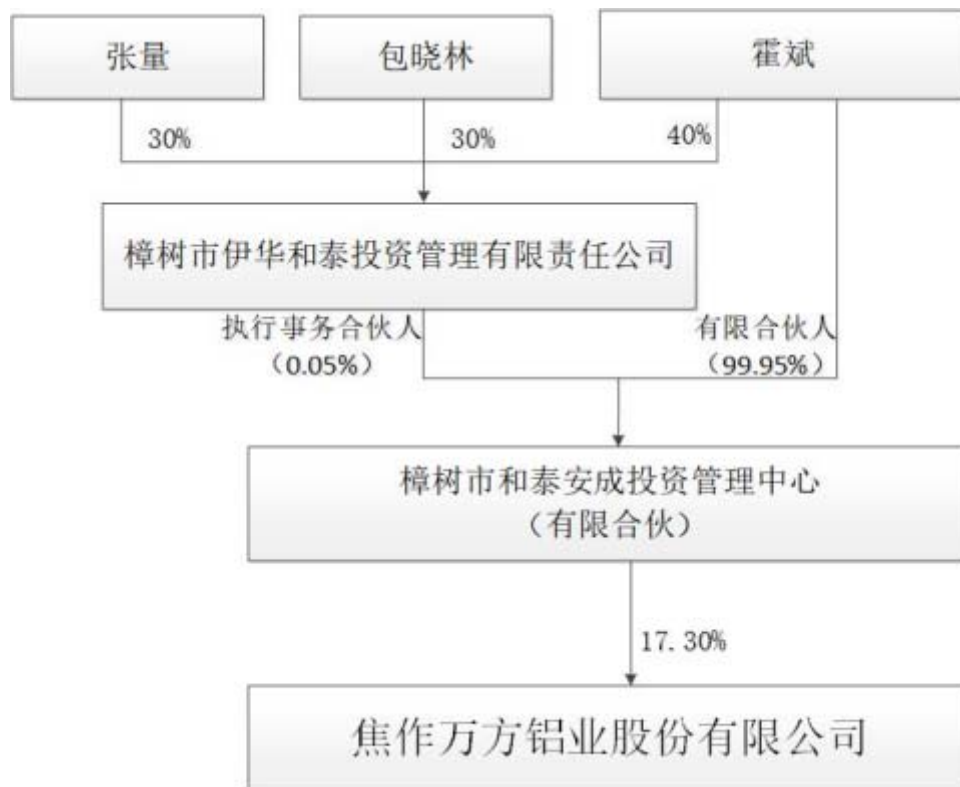 张量
包晓林
霍斌
30%
30%
40%
樟树市伊华和泰投资管理有限责任公司
执行事务合伙人
（0.05%）
有限合伙人
（99.95%）
樟树市和泰安成投资管理中心
（有限合伙）
17.30%
焦作万方铝业股份有限公司